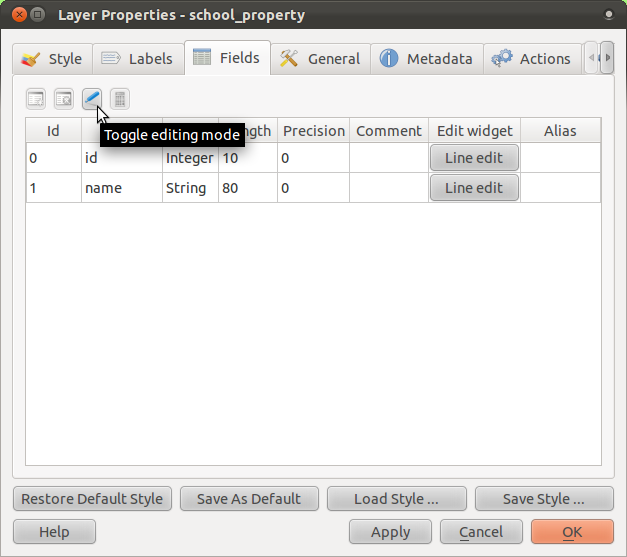 Layer Properties - school_property
Style Labels Fields General Metadata Actions
Id Length Precision Comment Edit widget Alias
Toggle editing mode
0 id Integer 10 0 Line edit
1 name String 80 0 Line edit
Restore Default Style Save As Default Load Style ... Save Style ...
Help Apply Cancel OK